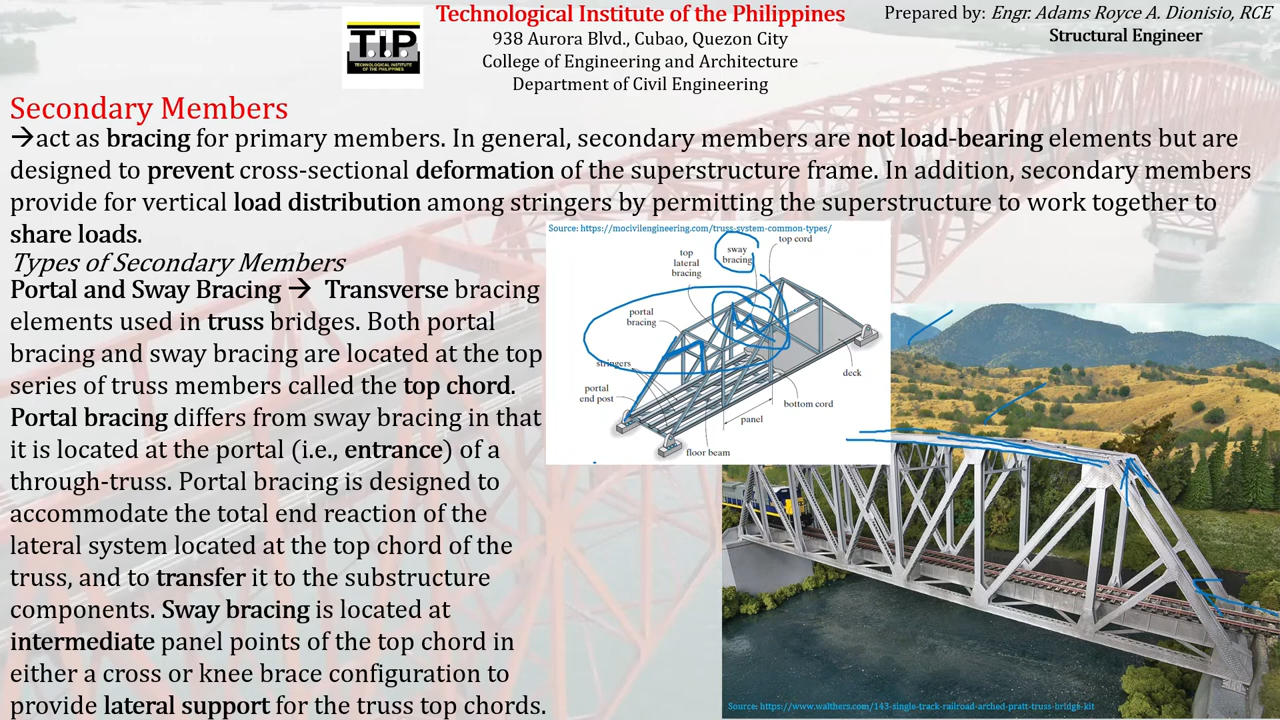 Technological Institute of the Philippines
938 Aurora Blvd., Cubao, Quezon City
College of Engineering and Architecture
Department of Civil Engineering
T.I.P
TECHNOLOGICAL INSTITUTE
OF THE PHILIPPINES
Prepared by: Engr. Adams Royce A. Dionisio, RCE
Structural Engineer
Secondary Members
→act as bracing for primary members. In general, secondary members are not load-bearing elements but are
designed to prevent cross-sectional deformation of the superstructure frame. In addition, secondary members
provide for vertical load distribution among stringers by permitting the superstructure to work together to
share loads.
Types of Secondary Members
Portal and Sway Bracing → Transverse bracing
elements used in truss bridges. Both portal
bracing and sway bracing are located at the top
series of truss members called the top chord.
Portal bracing differs from sway bracing in that
it is located at the portal (i.e., entrance) of a
through-truss. Portal bracing is designed to
accommodate the total end reaction of the
lateral system located at the top chord of the
truss, and to transfer it to the substructure
components. Sway bracing is located at
intermediate panel points of the top chord in
either a cross or knee brace configuration to
provide lateral support for the truss top chords.
Source: https://mocivilengineering.com/truss-system-common-types/
top cord
sway
bracing
top
lateral
bracing
portal
bracing
stringers
portal
end post
deck
bottom cord
panel
floor beam
Source: https://www.walthers.com/143-single-track-railroad-arched-pratt-truss-bridge-kit